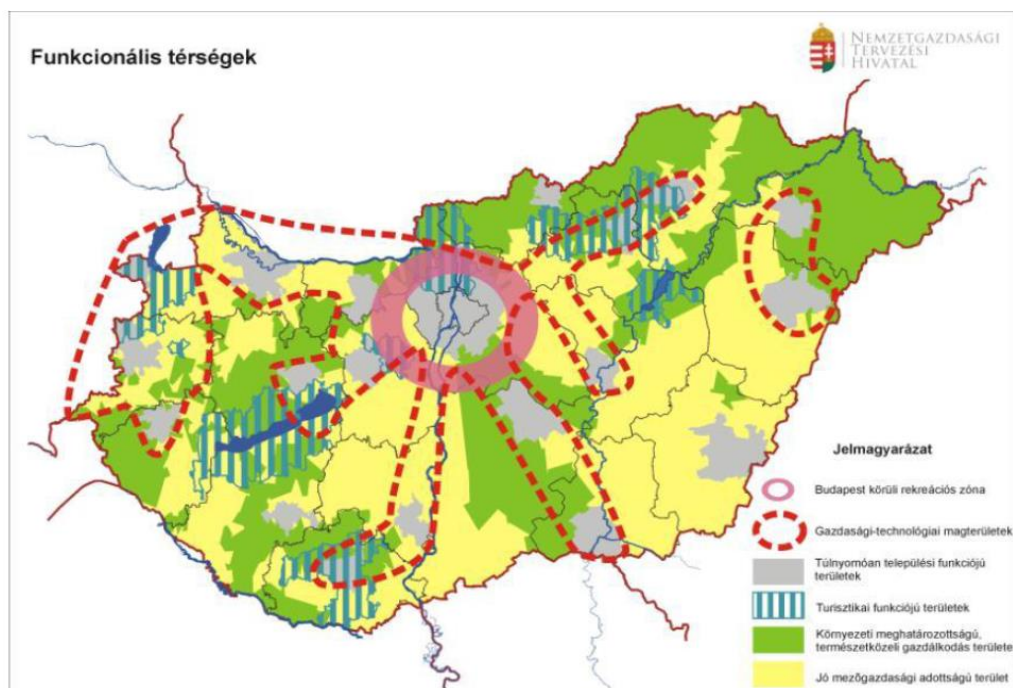 Funkcionális térségek
NEMZETGAZDASÁGI
TERVEZÉSI
HIVATAL
Jelmagyarázat
Budapest körüli rekreációs zóna
Gazdasági-technológiai magterületek
Túlnyomóan települési funkciójú
területek
Turisztikai funkciójú területek
Környezeti meghatározottságú,
természetközeli gazdálkodás területe
Jó mezőgazdasági adottságú terület